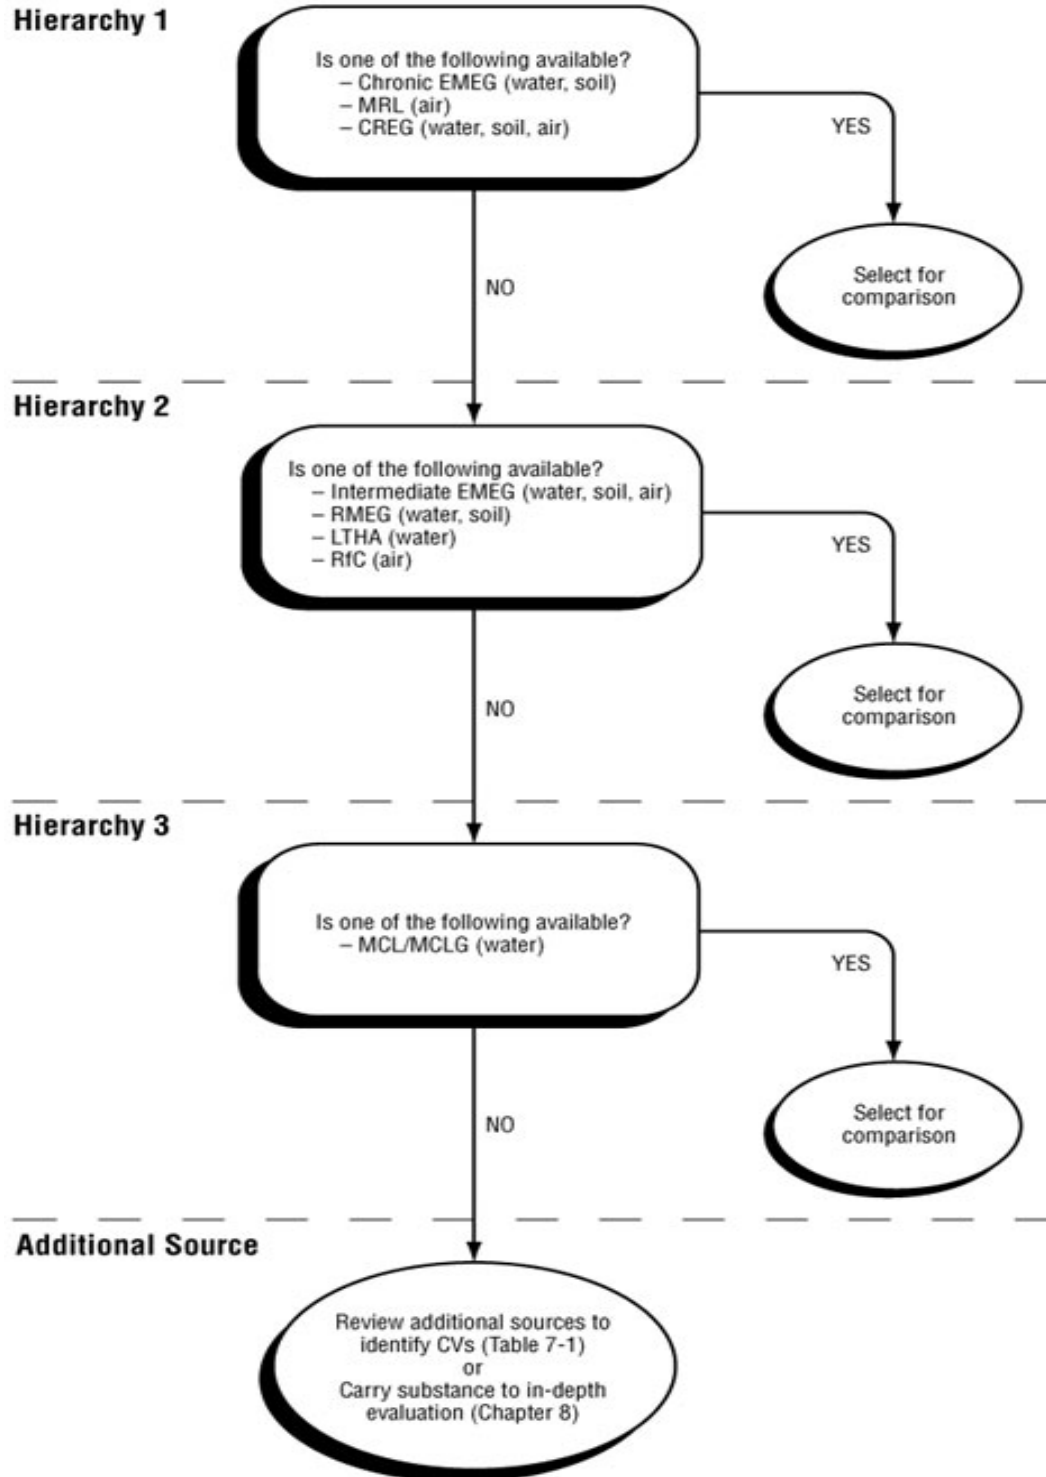 Hierarchy 1
Is one of the following available?
– Chronic EMEG (water, soil)
– MRL (air)
– CREG (water, soil, air)
YES
NO
Select for
comparison
Hierarchy 2
Is one of the following available?
– Intermediate EMEG (water, soil, air)
– RMEG (water, soil)
– LTHA (water)
– RfC (air)
YES
NO
Select for
comparison
Hierarchy 3
Is one of the following available?
– MCL/MCLG (water)
YES
NO
Select for
comparison
Additional Source
Review additional sources to
identify CVs (Table 7-1)
or
Carry substance to in-depth
evaluation (Chapter 8)